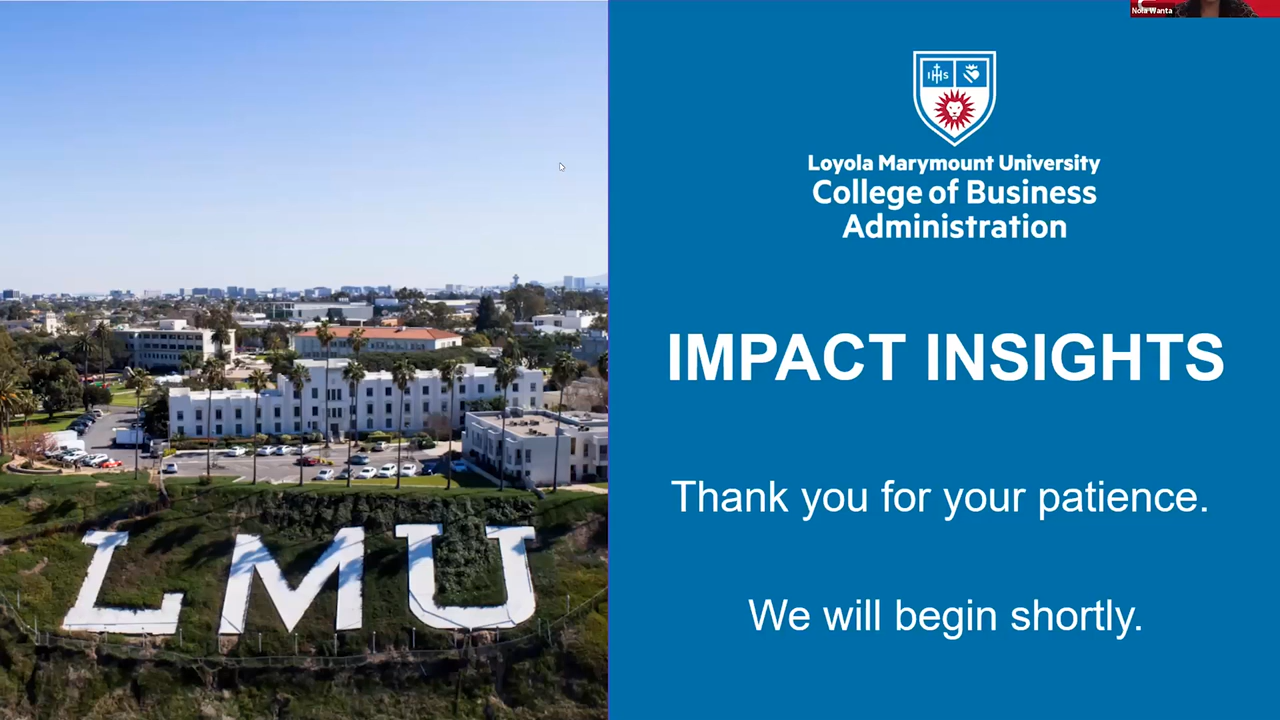 Nola Wanta
IHS
Loyola Marymount University
College of Business
Administration
IMPACT INSIGHTS
Thank you for your patience.
We will begin shortly.
LMU